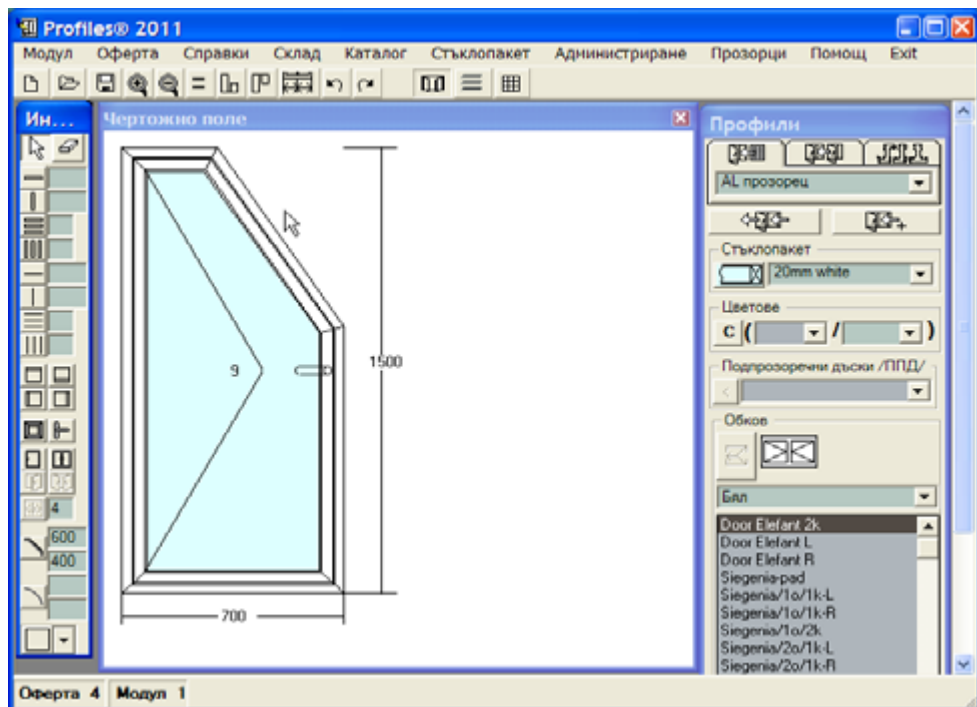 Profiles® 2011
Модул Оферта Справки Склад Каталог Стъклопакет Администриране Прозорци Помощ Exit
Ин...
Чертожно поле
Профили
AL прозорец
Стъклопакет
20mm white
Цветове
C ( / )
Подпрозоречни дъски /ППД/
<
Обков
Бял
Door Elefant 2k
Door Elefant L
Door Elefant R
Siegenia-pad
Siegenia/1o/1k-L
Siegenia/1o/1k-R
Siegenia/1o/2k
Siegenia/2o/1k-L
Siegenia/2o/1k-R
4
600
400
9
1500
700
Оферта 4 Модул 1